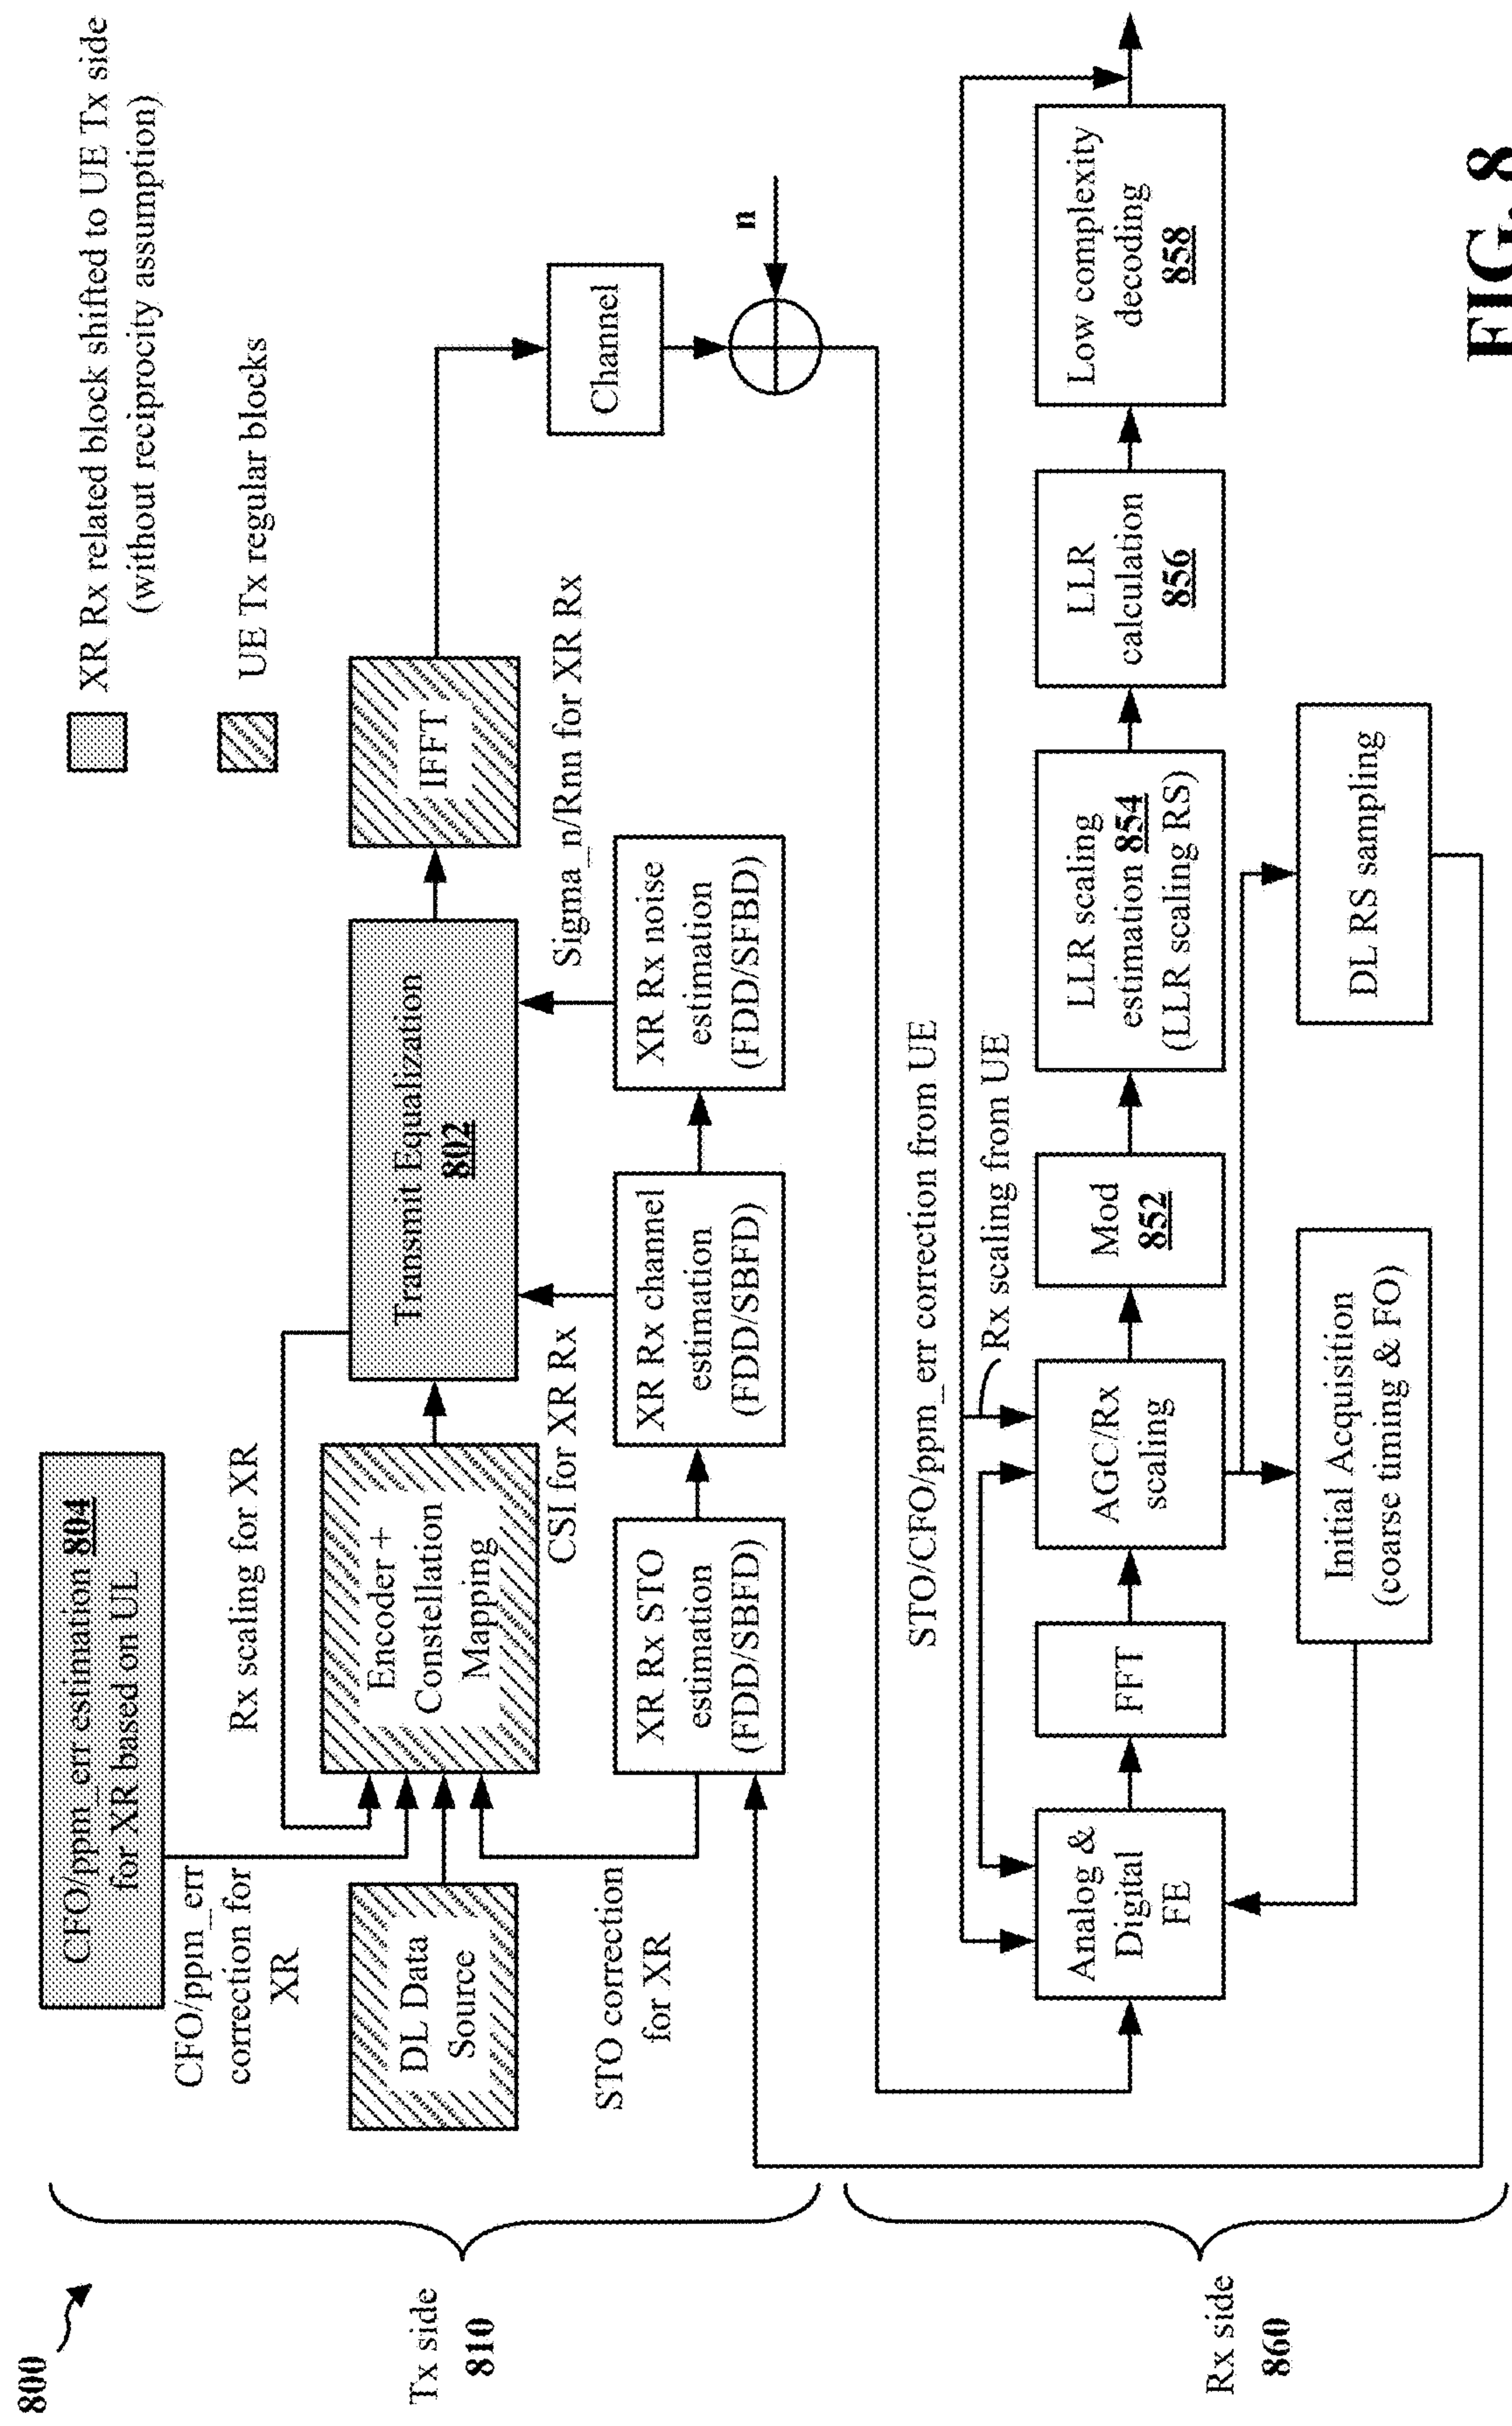 800
XR Rx related block shifted to UE Tx side
(without reciprocity assumption)
UE Tx regular blocks
CFO/ppm_err estimation 804
for XR based on UL
CFO/ppm_err
correction for
XR
Rx scaling for XR
DL Data
Source
Encoder +
Constellation
Mapping
Transmit Equalization
802
IFFT
Channel
n
STO correction
for XR
CSI for XR Rx
Sigma_n/Rnn for XR Rx
XR Rx STO
estimation
(FDD/SBFD)
XR Rx channel
estimation
(FDD/SBFD)
XR Rx noise
estimation
(FDD/SFBD)
Tx side
810
STO/CFO/ppm_err correction from UE
Rx scaling from UE
Analog &
Digital
FE
FFT
AGC/Rx
scaling
Mod
852
LLR scaling
estimation 854
(LLR scaling RS)
LLR
calculation
856
Low complexity
decoding
858
Initial Acquisition
(coarse timing & FO)
DL RS sampling
Rx side
860
FIG. 8